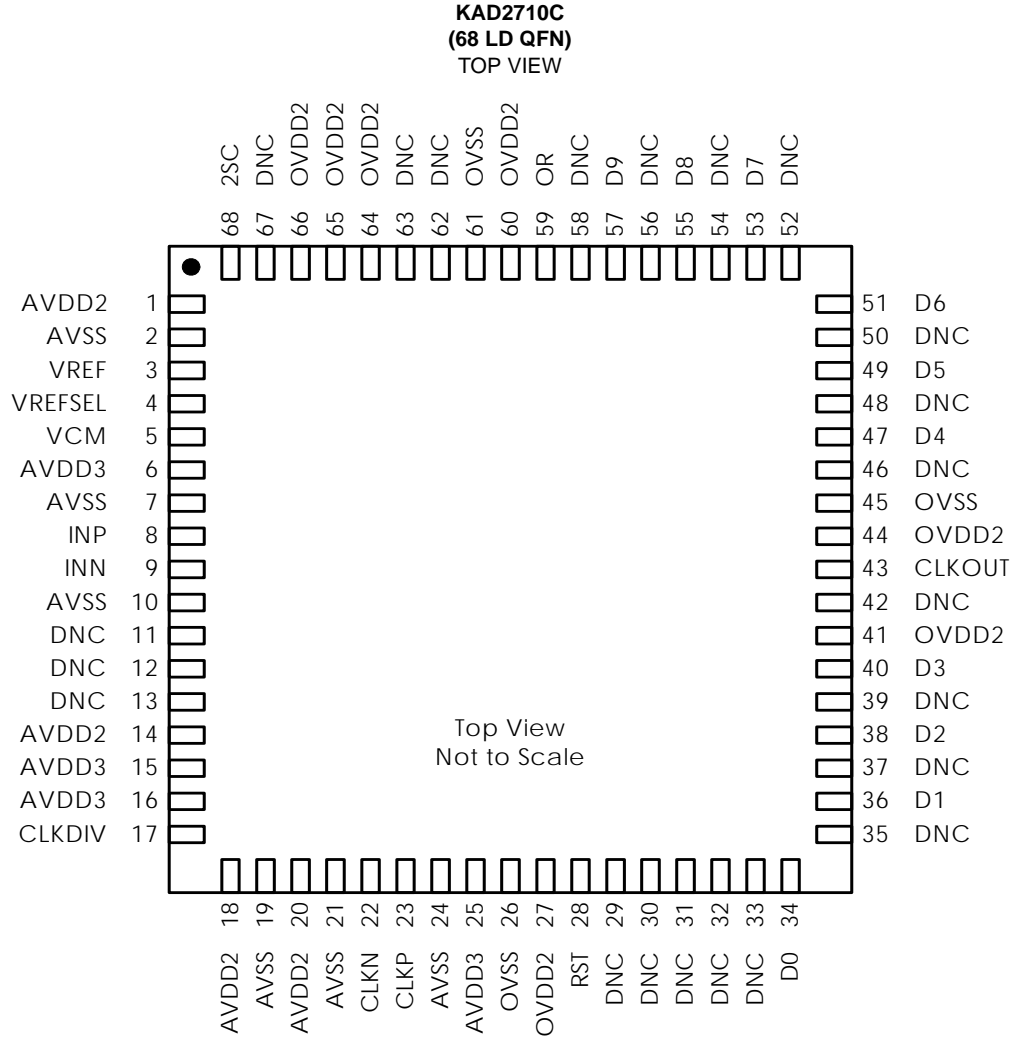 KAD2710C
(68 LD QFN)
TOP VIEW
2SC
DNC
OVDD2
OVDD2
OVDD2
DNC
DNC
OVSS
OVDD2
OR
DNC
D9
DNC
D8
DNC
D7
DNC
68
67
66
65
64
63
62
61
60
59
58
57
56
55
54
53
52
AVDD2 1
AVSS 2
VREF 3
VREFSEL 4
VCM 5
AVDD3 6
AVSS 7
INP 8
INN 9
AVSS 10
DNC 11
DNC 12
DNC 13
AVDD2 14
AVDD3 15
AVDD3 16
CLKDIV 17
51 D6
50 DNC
49 D5
48 DNC
47 D4
46 DNC
45 OVSS
44 OVDD2
43 CLKOUT
42 DNC
41 OVDD2
40 D3
39 DNC
38 D2
37 DNC
36 D1
35 DNC
Top View
Not to Scale
18
19
20
21
22
23
24
25
26
27
28
29
30
31
32
33
34
AVDD2
AVSS
AVDD2
AVSS
CLKN
CLKP
AVSS
AVDD3
OVSS
OVDD2
RST
DNC
DNC
DNC
DNC
DNC
D0